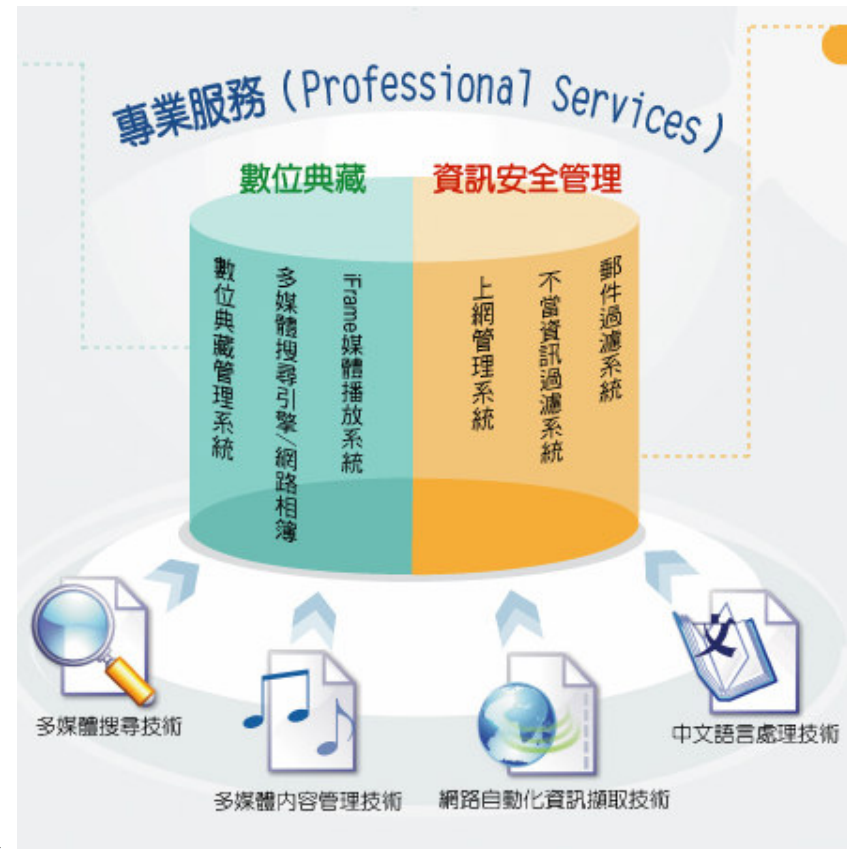 專業服務 (Professional Services)
數位典藏
資訊安全管理
數位典藏管理系統
多媒體搜尋引擎/網路相簿
iFrame媒體播放系統
上網管理系統
不當資訊過濾系統
郵件過濾系統
多媒體搜尋技術
多媒體內容管理技術
網路自動化資訊擷取技術
文
中文語言處理技術